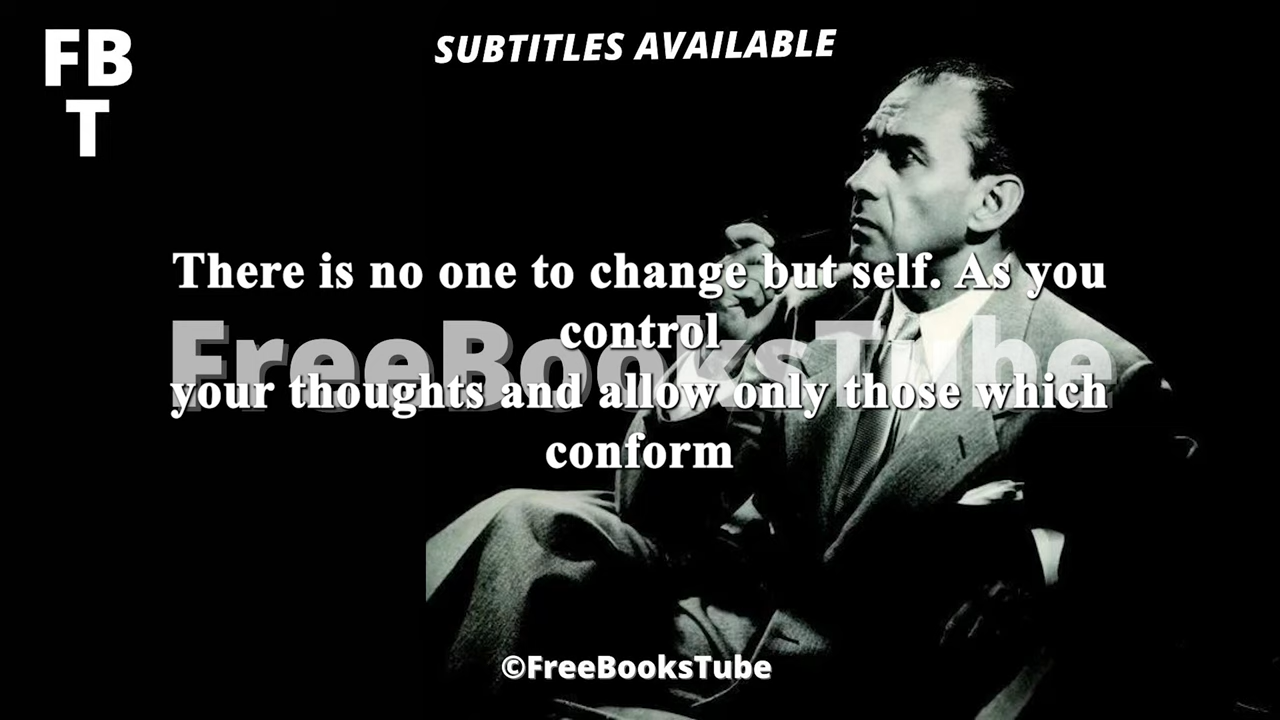 FB
T
SUBTITLES AVAILABLE
There is no one to change but self. As you
control
FreeBooksTube
your thoughts and allow only those which
conform
©FreeBooksTube